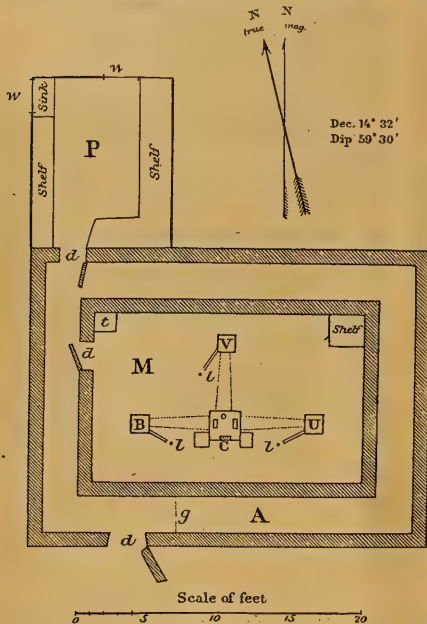 N N
true mag.
Dec. 14° 32'
Dip 59° 30'
n
w
Sink
P
Shelf
Shelf
d
t
Shelf
d
V
M
l
B
U
l
C
l
g
A
d
Scale of feet
0 5 10 15 20